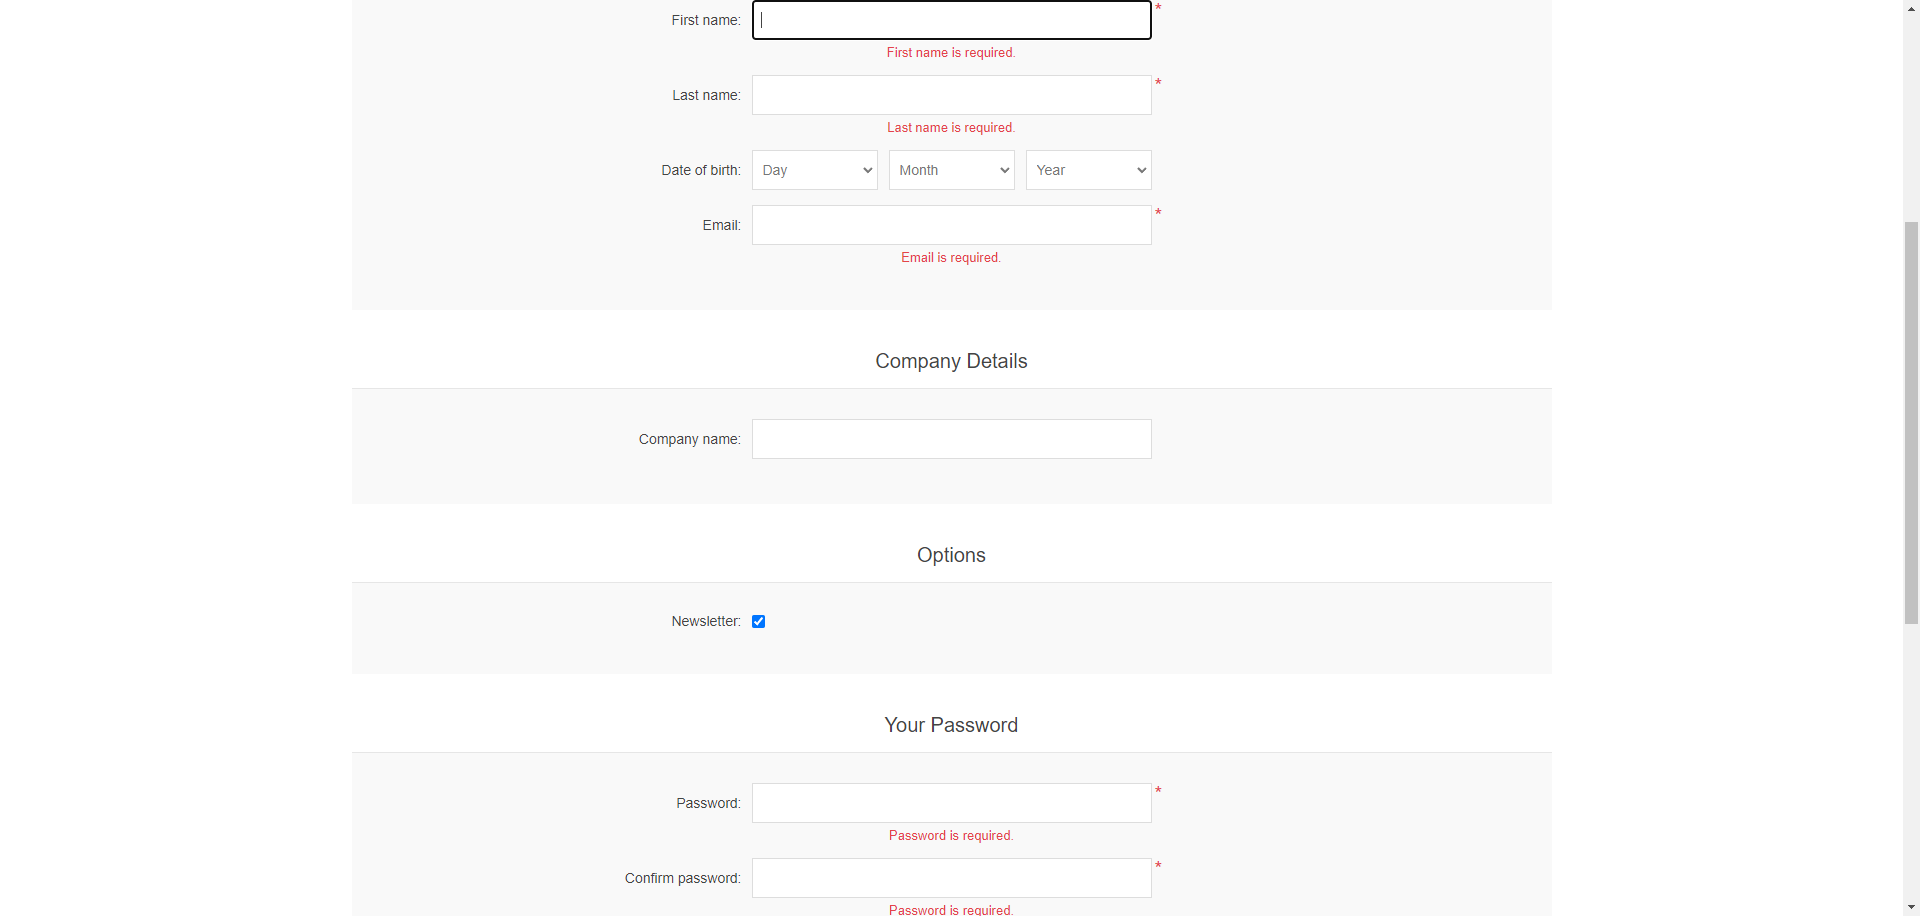 First name: *
First name is required.
Last name: *
Last name is required.
Date of birth: Day Month Year
Email: *
Email is required.
Company Details
Company name:
Options
Newsletter:
Your Password
Password: *
Password is required.
Confirm password: *
Password is required.